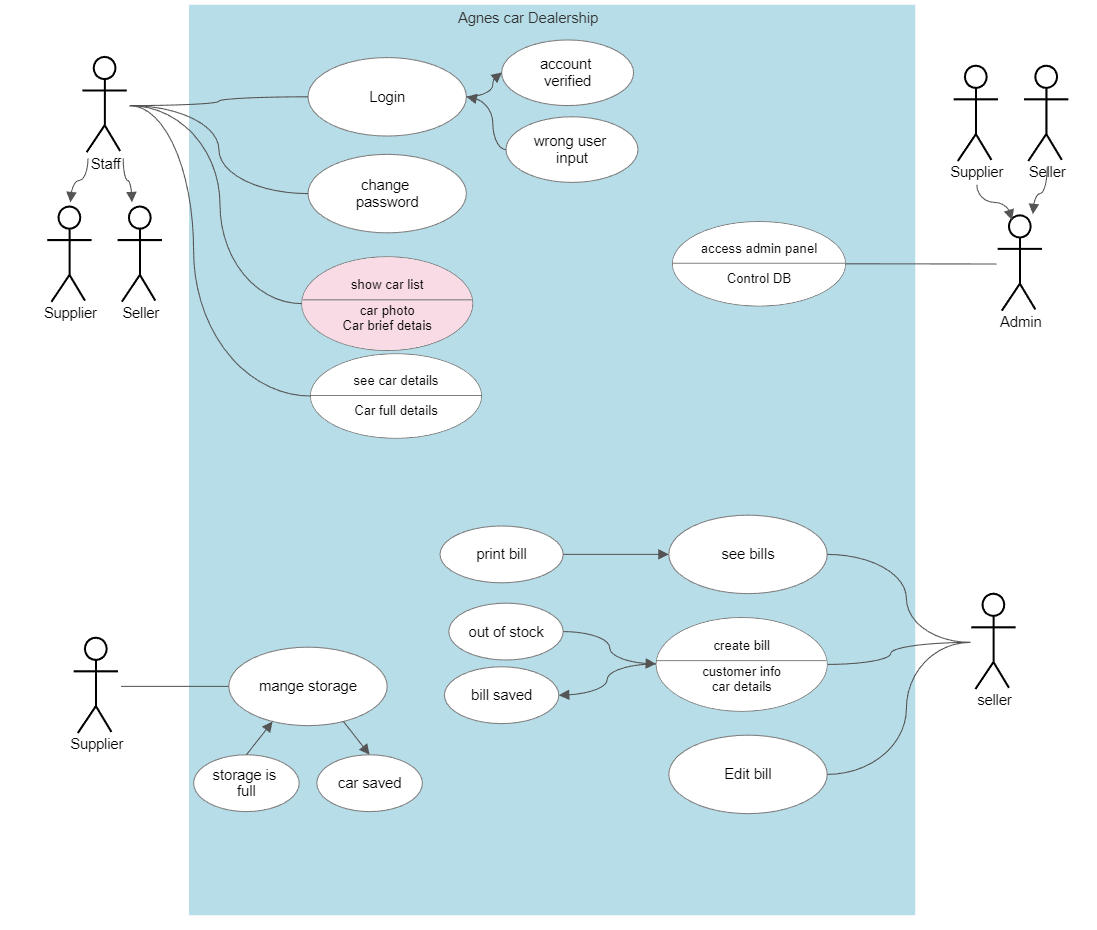 Agnes car Dealership
Login
account
verified
wrong user
input
Staff
Supplier
Seller
change
password
Supplier
Seller
access admin panel
Control DB
show car list
car photo
Car brief detais
Admin
see car details
Car full details
print bill
see bills
out of stock
create bill
customer info
car details
bill saved
mange storage
seller
Supplier
storage is
full
car saved
Edit bill